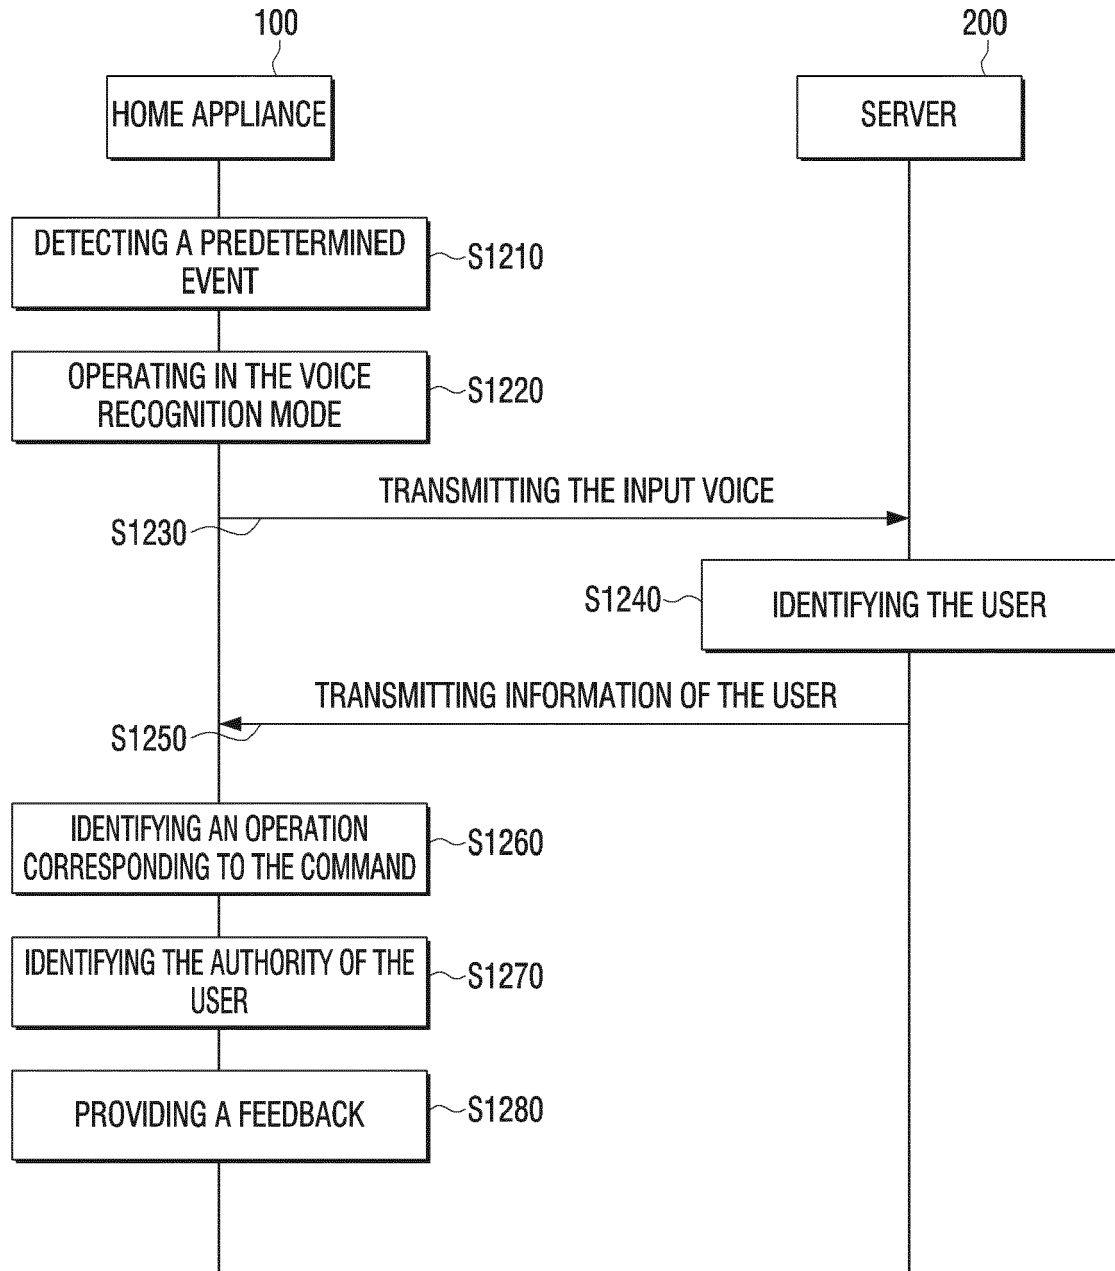 100
200
HOME APPLIANCE
SERVER
DETECTING A PREDETERMINED
EVENT
S1210
OPERATING IN THE VOICE
RECOGNITION MODE
S1220
TRANSMITTING THE INPUT VOICE
S1230
S1240
IDENTIFYING THE USER
TRANSMITTING INFORMATION OF THE USER
S1250
IDENTIFYING AN OPERATION
CORRESPONDING TO THE COMMAND
S1260
IDENTIFYING THE AUTHORITY OF THE
USER
S1270
PROVIDING A FEEDBACK
S1280